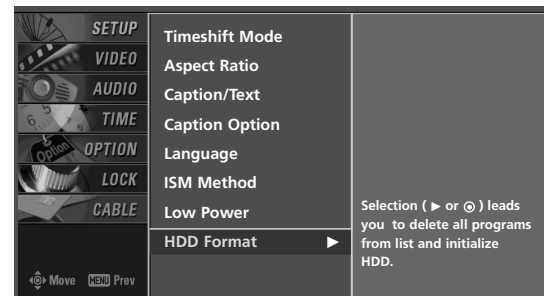 SETUP
VIDEO
AUDIO
TIME
OPTION
LOCK
CABLE
Move MENU Prev
Timeshift Mode
Aspect Ratio
Caption/Text
Caption Option
Language
ISM Method
Low Power
HDD Format ▶
Selection ( ▶ or ◉ ) leads
you to delete all programs
from list and initialize
HDD.